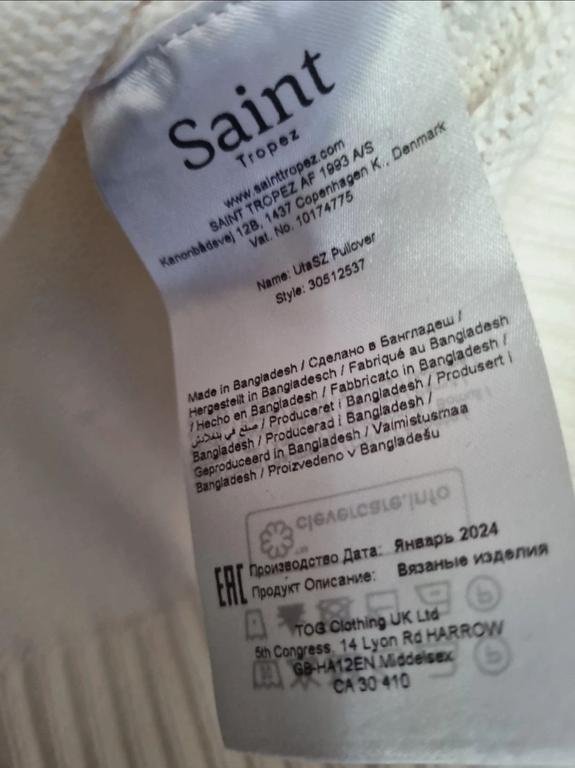 Saint
Tropez
www.sainttropez.com
SAINT TROPEZ AF 1993 A/S
Kanonbådsvej 12B, 1437 Copenhagen K., Denmark
Vat. No. 10174775
Name: UtaSZ Pullover
Style: 30512537
Made in Bangladesh / Сделано в Бангладеш /
Hergestellt in Bangladesch / Fabriqué au Bangladesh
/ Hecho en Bangladesh / Fabbricato in Bangladesh /
صنع في بنغلادش / Produceret i Bangladesh / Produsert i
Bangladesh / Producerad i Bangladesh /
Geproduceerd in Bangladesh / Valmistusmaa
Bangladesh / Proizvedeno v Bangladešu
clevercare.info
EAC Производство Дата: Январь 2024
Продукт Описание: Вязаные изделия
TOG Clothing UK Ltd
5th Congress, 14 Lyon Rd HARROW
GB-HA12EN Middelsex
CA 30 410